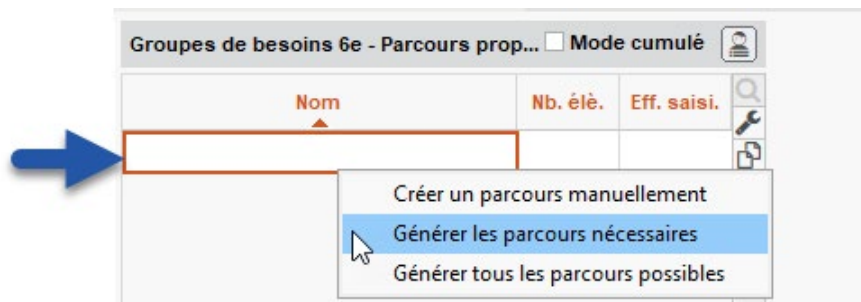 Groupes de besoins 6e - Parcours prop... Mode cumulé
Nom Nb. élè. Eff. saisi.
Créer un parcours manuellement
Générer les parcours nécessaires
Générer tous les parcours possibles